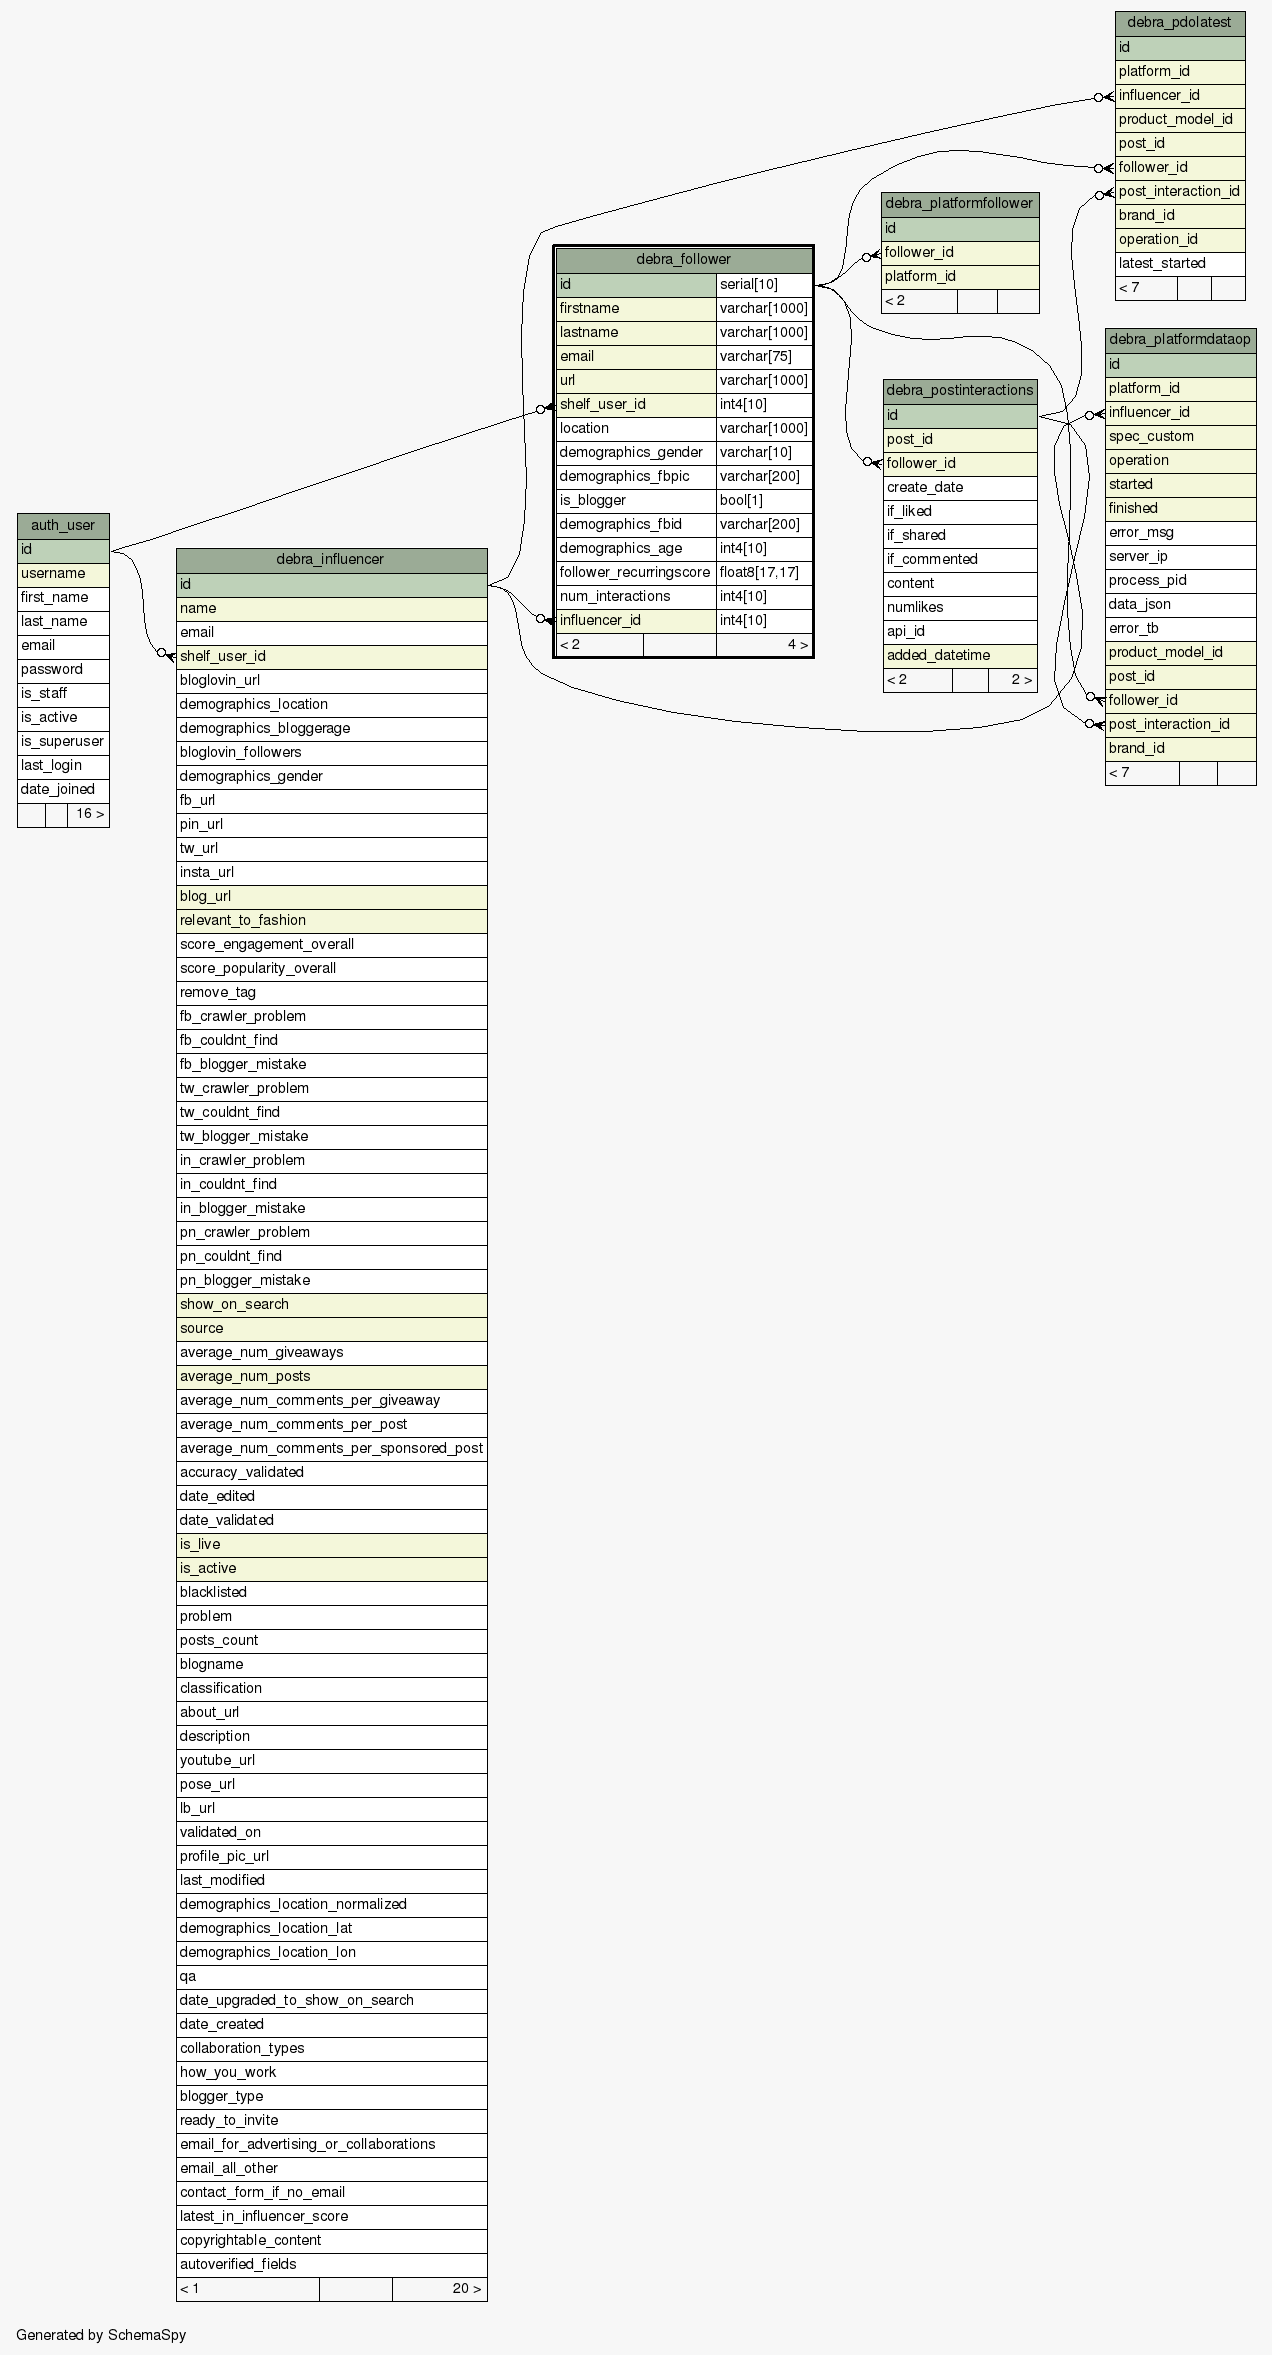 debra_pdolatest
id
platform_id
influencer_id
product_model_id
post_id
follower_id
post_interaction_id
brand_id
operation_id
latest_started
< 7
debra_platformfollower
id
follower_id
platform_id
< 2
debra_follower
id serial[10]
firstname varchar[1000]
lastname varchar[1000]
email varchar[75]
url varchar[1000]
shelf_user_id int4[10]
location varchar[1000]
demographics_gender varchar[10]
demographics_fbpic varchar[200]
is_blogger bool[1]
demographics_fbid varchar[200]
demographics_age int4[10]
follower_recurringscore float8[17,17]
num_interactions int4[10]
influencer_id int4[10]
< 2 4 >
debra_platformdataop
id
platform_id
influencer_id
spec_custom
operation
started
finished
error_msg
server_ip
process_pid
data_json
error_tb
product_model_id
post_id
follower_id
post_interaction_id
brand_id
< 7
debra_postinteractions
id
post_id
follower_id
create_date
if_liked
if_shared
if_commented
content
numlikes
api_id
added_datetime
< 2 2 >
auth_user
id
username
first_name
last_name
email
password
is_staff
is_active
is_superuser
last_login
date_joined
16 >
debra_influencer
id
name
email
shelf_user_id
bloglovin_url
demographics_location
demographics_bloggerage
bloglovin_followers
demographics_gender
fb_url
pin_url
tw_url
insta_url
blog_url
relevant_to_fashion
score_engagement_overall
score_popularity_overall
remove_tag
fb_crawler_problem
fb_couldnt_find
fb_blogger_mistake
tw_crawler_problem
tw_couldnt_find
tw_blogger_mistake
in_crawler_problem
in_couldnt_find
in_blogger_mistake
pn_crawler_problem
pn_couldnt_find
pn_blogger_mistake
show_on_search
source
average_num_giveaways
average_num_posts
average_num_comments_per_giveaway
average_num_comments_per_post
average_num_comments_per_sponsored_post
accuracy_validated
date_edited
date_validated
is_live
is_active
blacklisted
problem
posts_count
blogname
classification
about_url
description
youtube_url
pose_url
lb_url
validated_on
profile_pic_url
last_modified
demographics_location_normalized
demographics_location_lat
demographics_location_lon
qa
date_upgraded_to_show_on_search
date_created
collaboration_types
how_you_work
blogger_type
ready_to_invite
email_for_advertising_or_collaborations
email_all_other
contact_form_if_no_email
latest_in_influencer_score
copyrightable_content
autoverified_fields
< 1 20 >
Generated by SchemaSpy